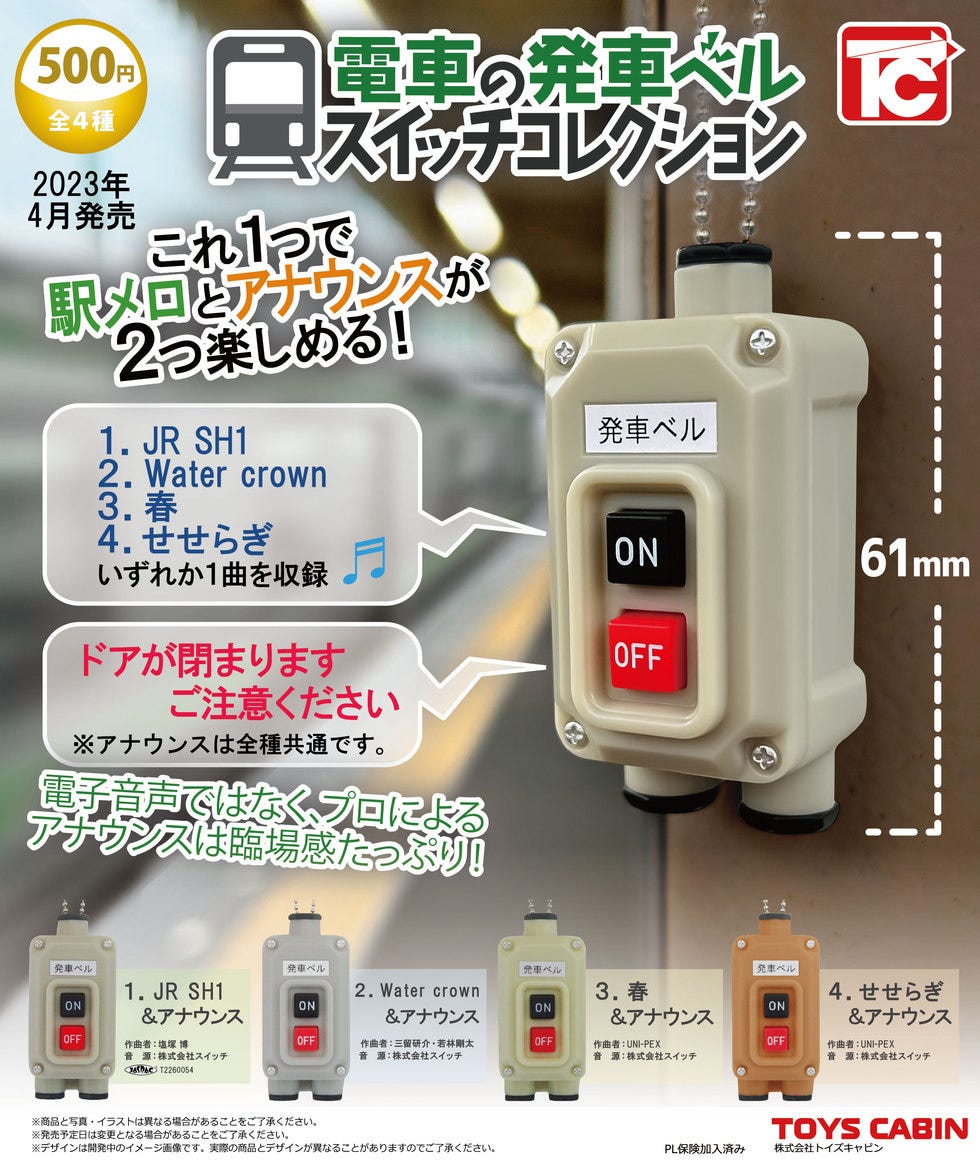 500円
全4種
電車の発車ベル
スイッチコレクション
TC
2023年
4月発売
これ1つで
駅メロとアナウンスが
2つ楽しめる!
1. JR SH1
2. Water crown
3. 春
4. せせらぎ
いずれか1曲を収録
ドアが閉まります
ご注意ください
※アナウンスは全種共通です。
電子音声ではなく、プロによる
アナウンスは臨場感たっぷり!
発車ベル
ON
OFF
61mm
発車ベル
ON
OFF
1. JR SH1
&アナウンス
作曲者:塩塚 博
音 源:株式会社スイッチ
T2260054
発車ベル
ON
OFF
2. Water crown
&アナウンス
作曲者:三留研介・若林剛太
音 源:株式会社スイッチ
発車ベル
ON
OFF
3. 春
&アナウンス
作曲者:UNI-PEX
音 源:株式会社スイッチ
発車ベル
ON
OFF
4. せせらぎ
&アナウンス
作曲者:UNI-PEX
音 源:株式会社スイッチ
※商品と写真・イラストは異なる場合があることをご了承ください。
※発売予定日は変更となる場合があることをご了承ください。
※デザインは開発中のイメージ画像です。実際の商品とデザインが異なることがありますのでご了承ください。
PL保険加入済み
TOYS CABIN
株式会社トイズキャビン